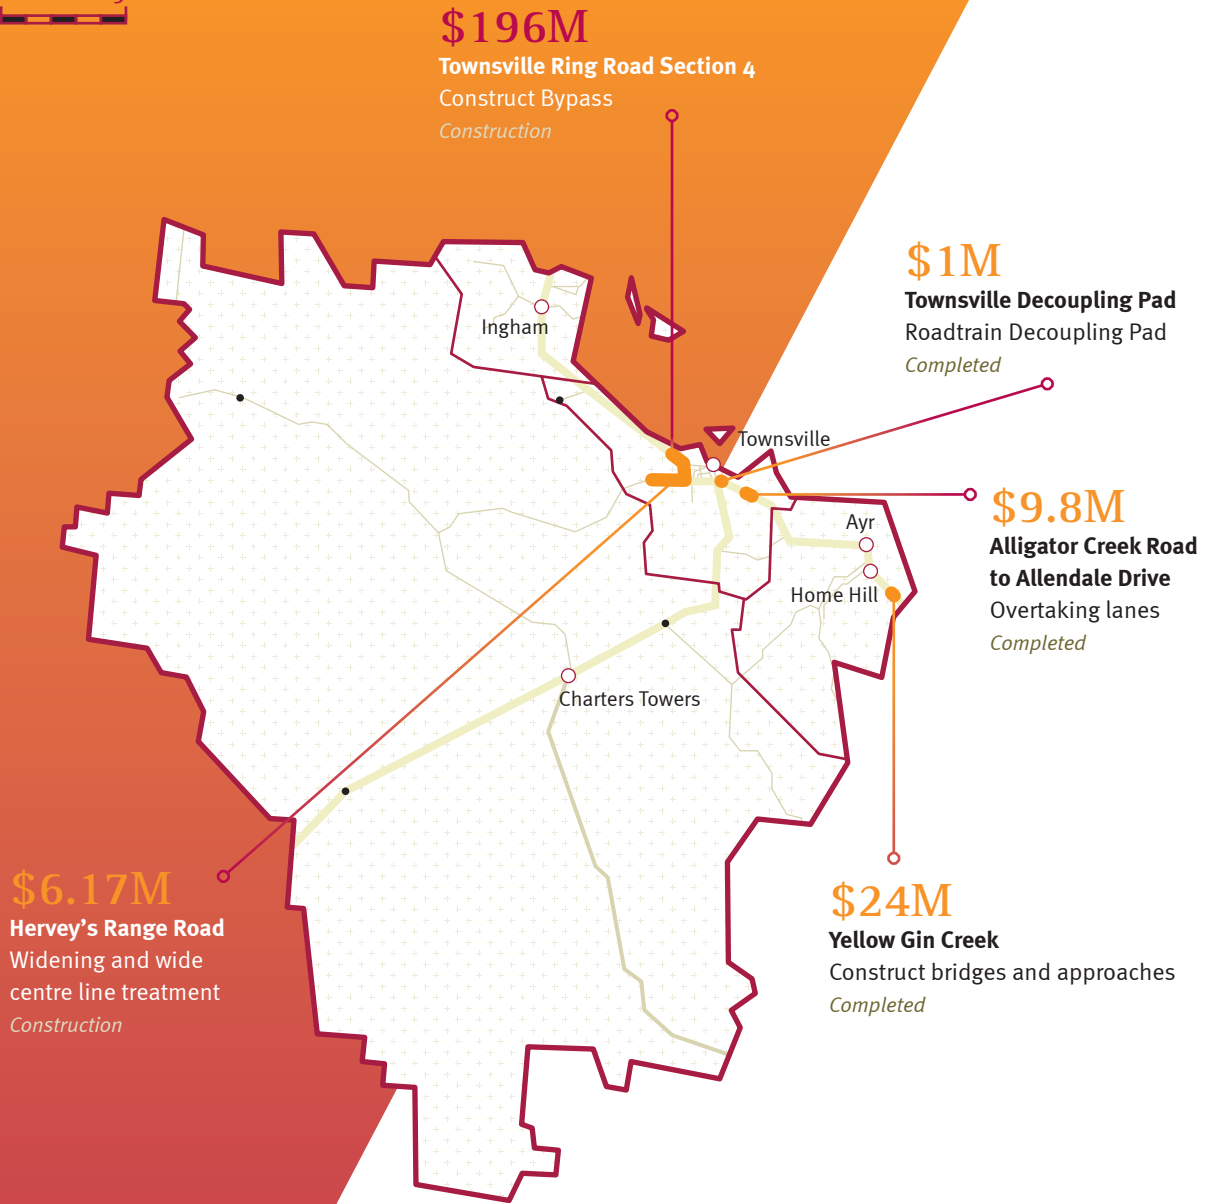 $196M
Townsville Ring Road Section 4
Construct Bypass
Construction
$1M
Townsville Decoupling Pad
Roadtrain Decoupling Pad
Completed
Ingham
Townsville
$9.8M
Alligator Creek Road
to Allendale Drive
Overtaking lanes
Completed
Ayr
Home Hill
Charters Towers
$6.17M
Hervey’s Range Road
Widening and wide
centre line treatment
Construction
$24M
Yellow Gin Creek
Construct bridges and approaches
Completed